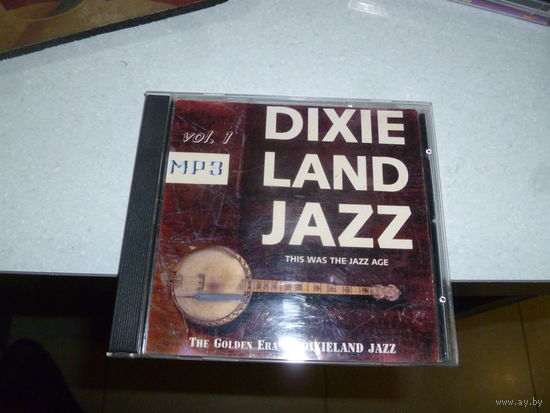 vol. 1
MP3
DIXIE
LAND
JAZZ
THIS WAS THE JAZZ AGE
THE GOLDEN ERA DIXIELAND JAZZ
www.ay.by